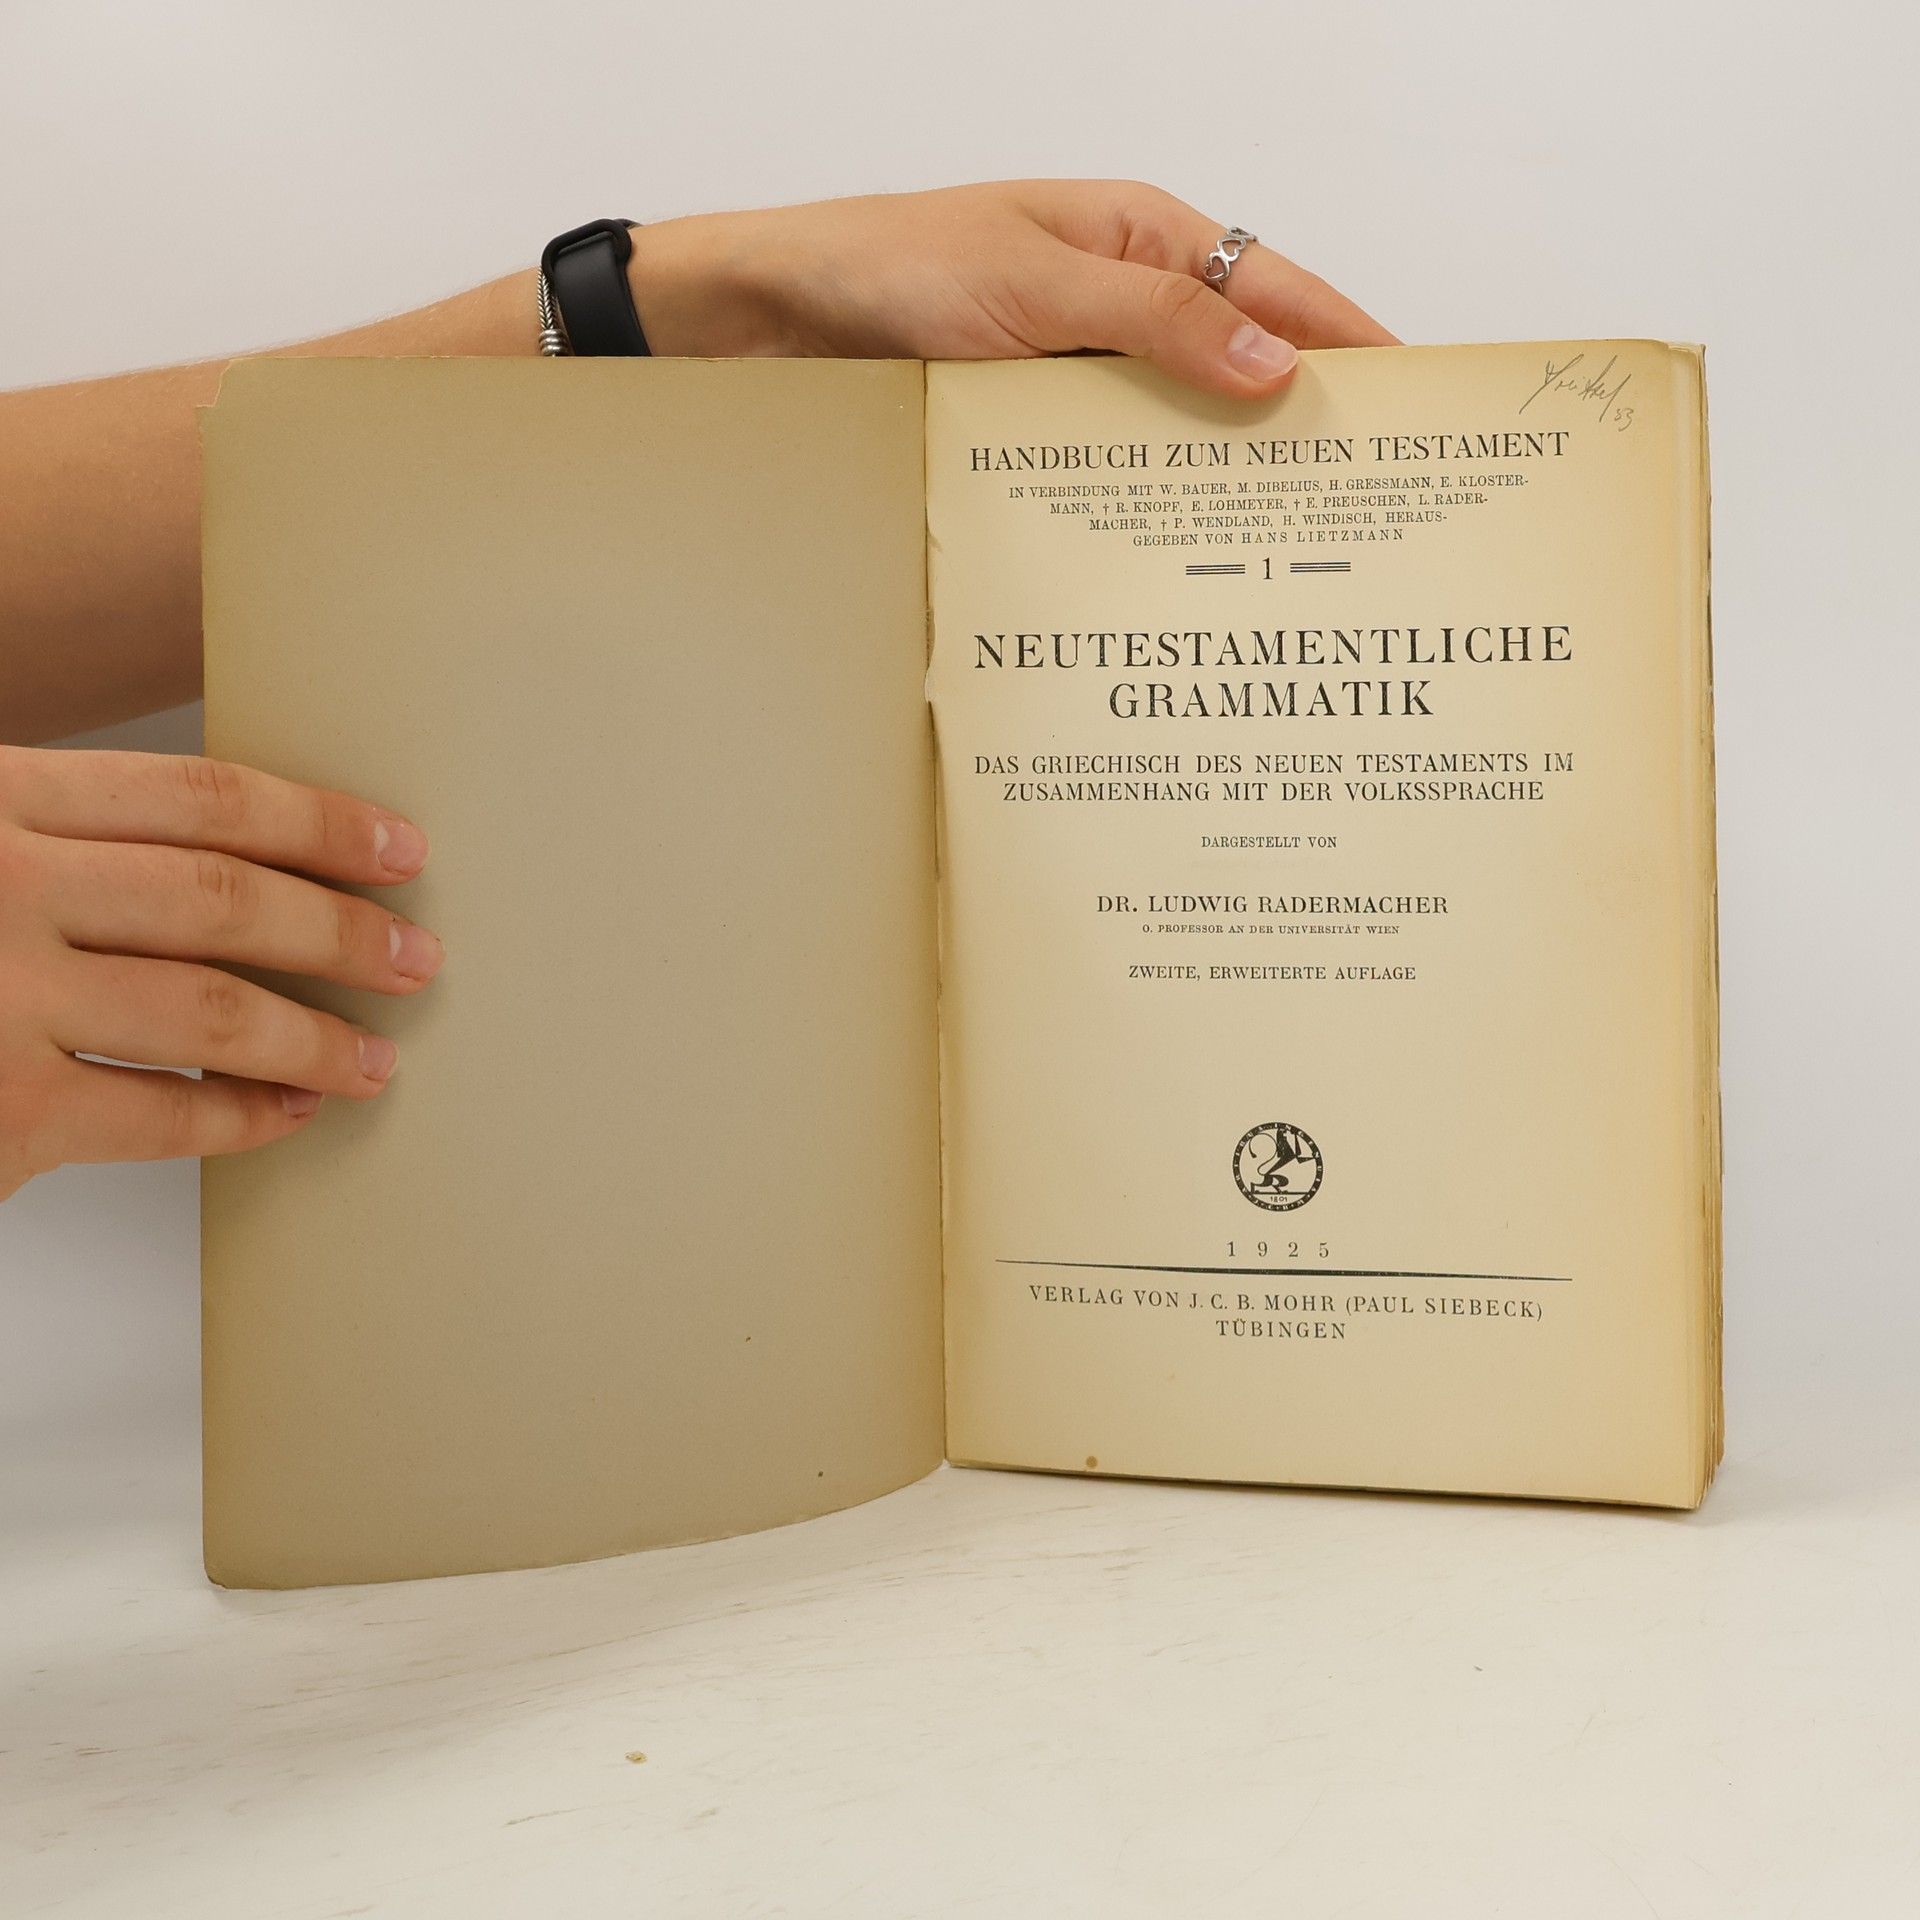 53
HANDBUCH ZUM NEUEN TESTAMENT
IN VERBINDUNG MIT W. BAUER, M. DIBELIUS, H. GRESSMANN, E. KLOSTER-
MANN, † R. KNOPF, E. LOHMEYER, † E. PREUSCHEN, L. RADER-
MACHER, † P. WENDLAND, H. WINDISCH, HERAUS-
GEGEBEN VON HANS LIETZMANN
1
NEUTESTAMENTLICHE
GRAMMATIK
DAS GRIECHISCH DES NEUEN TESTAMENTS IM
ZUSAMMENHANG MIT DER VOLKSSPRACHE
DARGESTELLT VON
DR. LUDWIG RADERMACHER
O. PROFESSOR AN DER UNIVERSITÄT WIEN
ZWEITE, ERWEITERTE AUFLAGE
1801
1925
VERLAG VON J. C. B. MOHR (PAUL SIEBECK)
TÜBINGEN